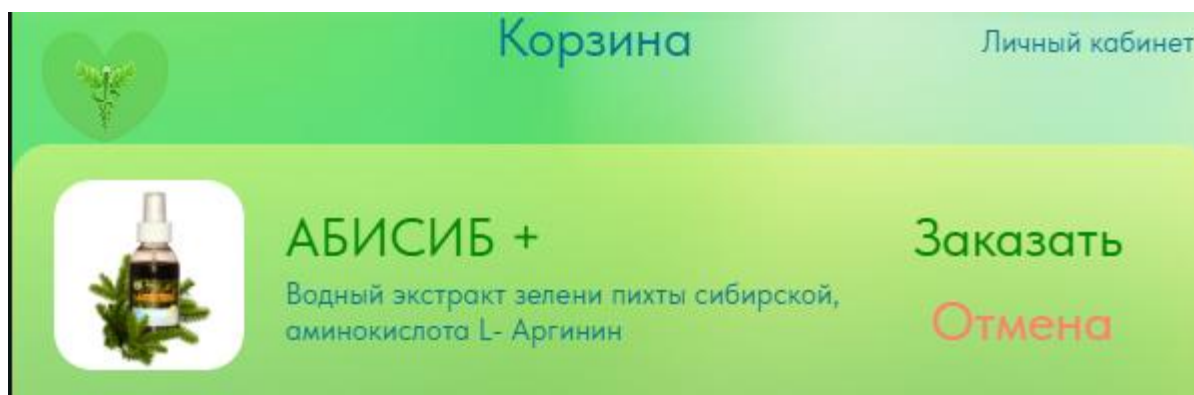 Корзина
Личный кабинет
АБИСИБ +
Заказать
Водный экстракт зелени пихты сибирской,
аминокислота L- Аргинин
Отмена